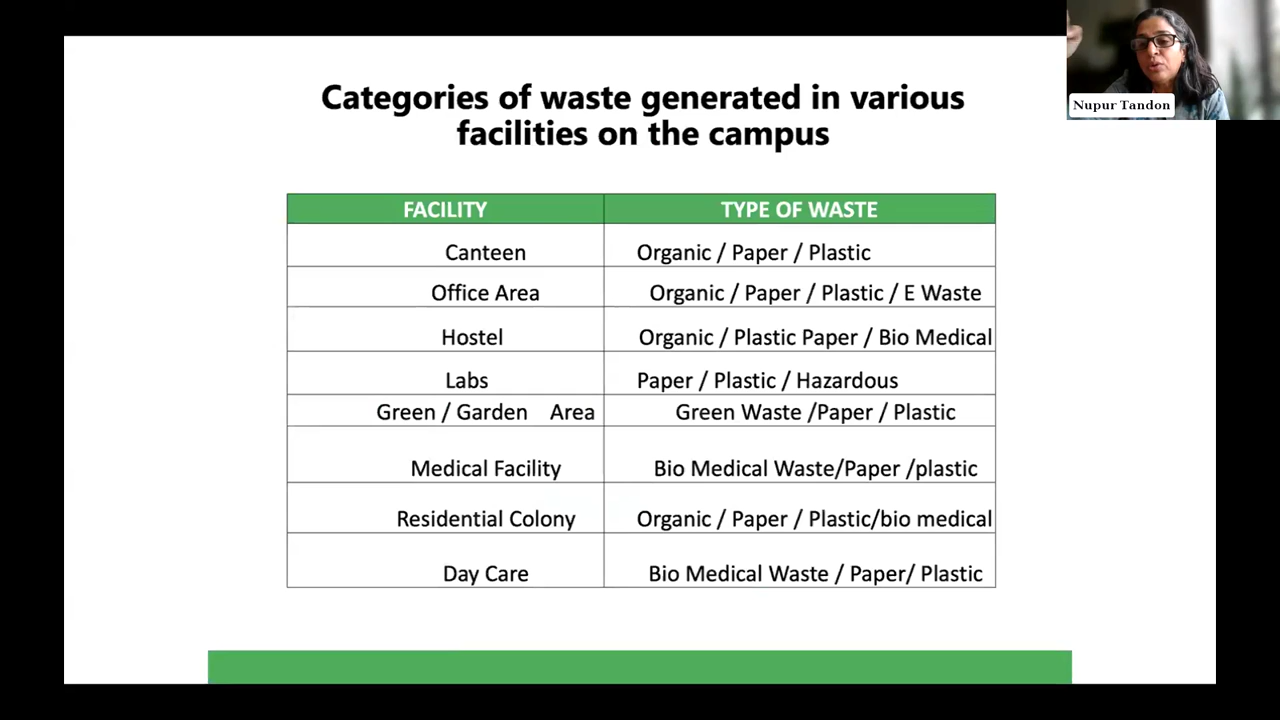 Nupur Tandon
Categories of waste generated in various
facilities on the campus
FACILITY TYPE OF WASTE
Canteen Organic / Paper / Plastic
Office Area Organic / Paper / Plastic / E Waste
Hostel Organic / Plastic Paper / Bio Medical
Labs Paper / Plastic / Hazardous
Green / Garden Area Green Waste /Paper / Plastic
Medical Facility Bio Medical Waste/Paper /plastic
Residential Colony Organic / Paper / Plastic/bio medical
Day Care Bio Medical Waste / Paper/ Plastic